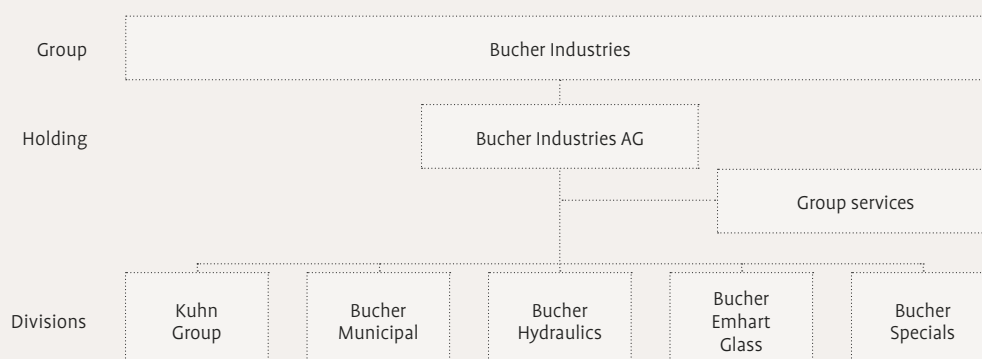 Group
Bucher Industries
Holding
Bucher Industries AG
Group services
Divisions
Kuhn
Group
Bucher
Municipal
Bucher
Hydraulics
Bucher
Emhart
Glass
Bucher
Specials